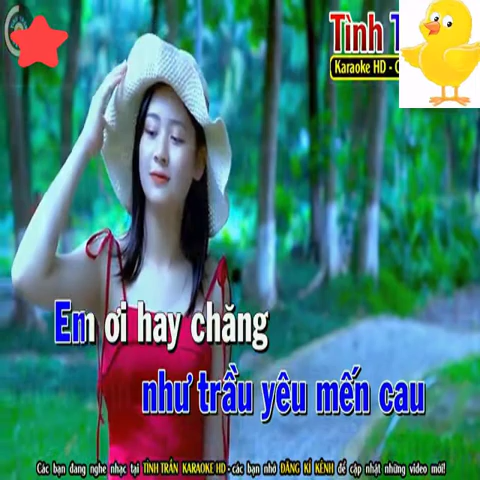 Tình T
Karaoke HD - C
Em ơi hay chăng
như trầu yêu mến cau
Các bạn đang nghe nhạc tại TÌNH TRẦN KARAOKE HD - các bạn nhớ ĐĂNG KÍ KÊNH để cập nhật những video mới!